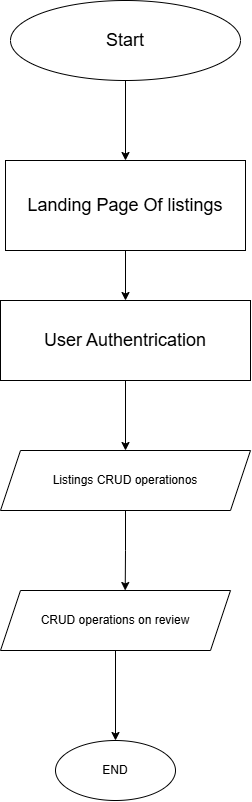 Start
Landing Page Of listings
User Authentrication
Listings CRUD operationos
CRUD operations on review
END